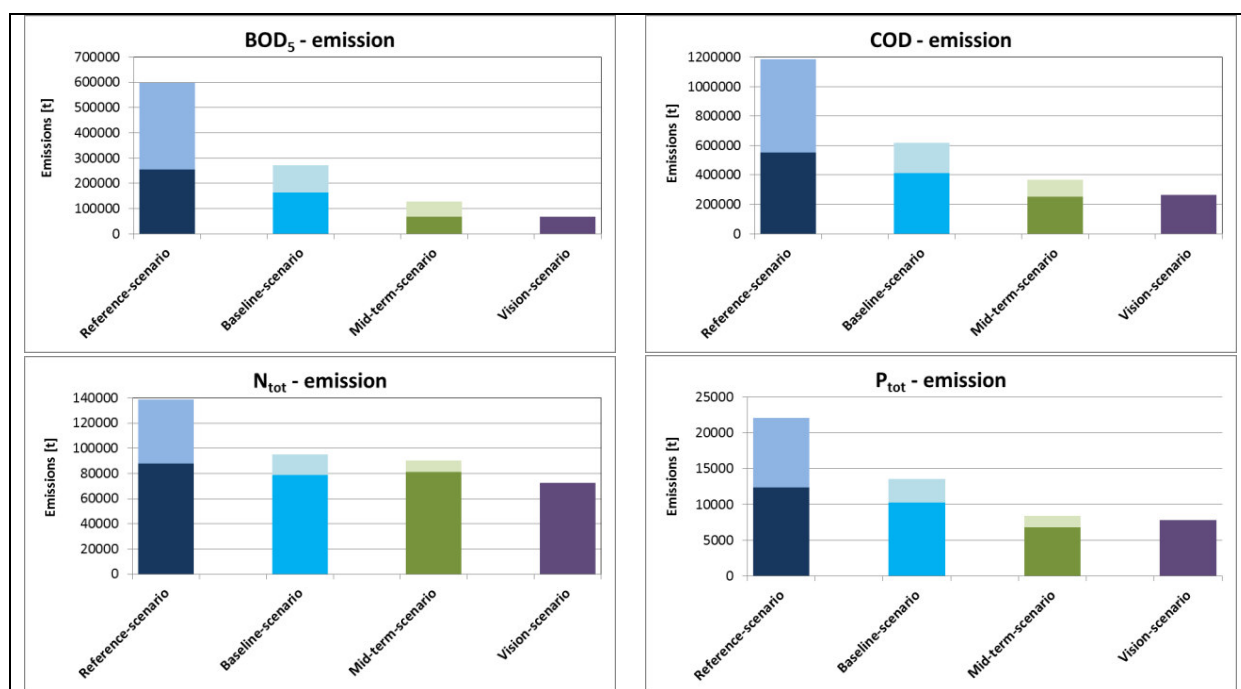 BOD5 - emission
Emissions [t]
700000
600000
500000
400000
300000
200000
100000
0
Reference-scenario
Baseline-scenario
Mid-term-scenario
Vision-scenario
COD - emission
Emissions [t]
1200000
1000000
800000
600000
400000
200000
0
Reference-scenario
Baseline-scenario
Mid-term-scenario
Vision-scenario
Ntot - emission
Emissions [t]
140000
120000
100000
80000
60000
40000
20000
0
Reference-scenario
Baseline-scenario
Mid-term-scenario
Vision-scenario
Ptot - emission
Emissions [t]
25000
20000
15000
10000
5000
0
Reference-scenario
Baseline-scenario
Mid-term-scenario
Vision-scenario